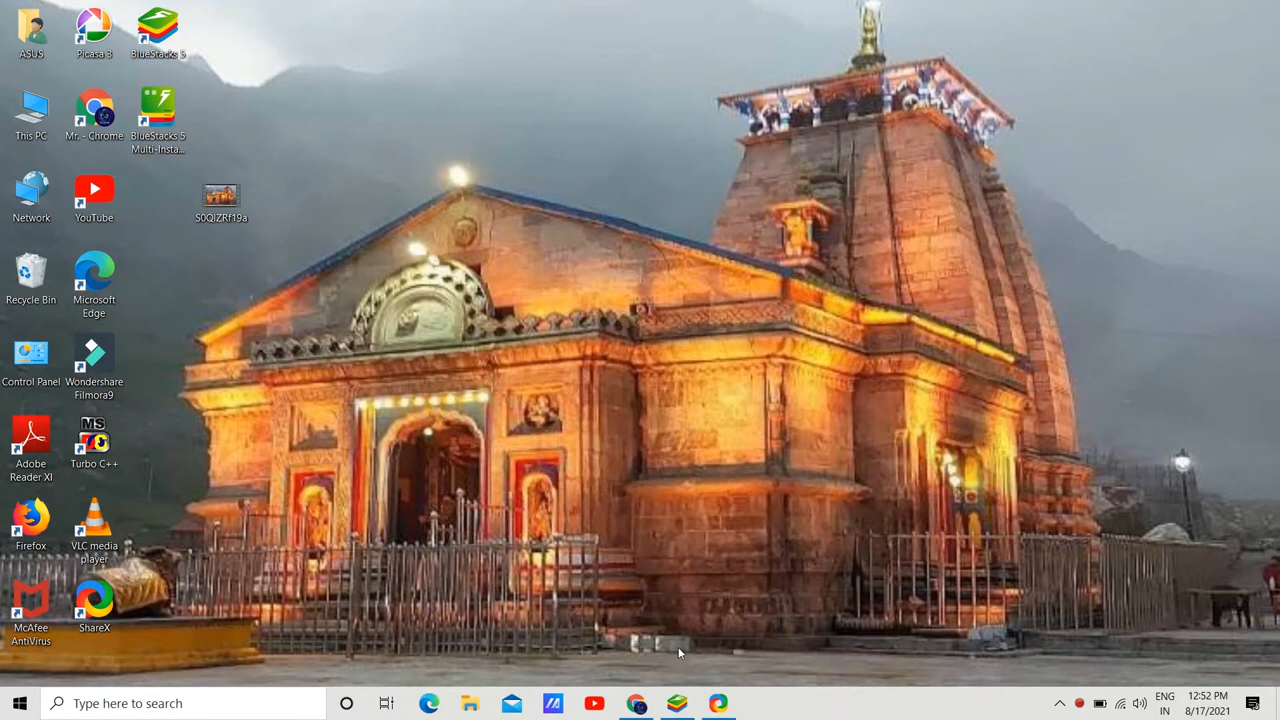 ASUS
Picasa 3
BlueStacks 5
This PC
Mr. - Chrome
BlueStacks 5
Multi-Insta...
Network
YouTube
S0QIZRf19a
Recycle Bin
Microsoft
Edge
Control Panel
Wondershare
Filmora9
MS
Adobe
Reader XI
Turbo C++
Firefox
VLC media
player
McAfee
AntiVirus
ShareX
Type here to search
ENG
IN
12:52 PM
8/17/2021